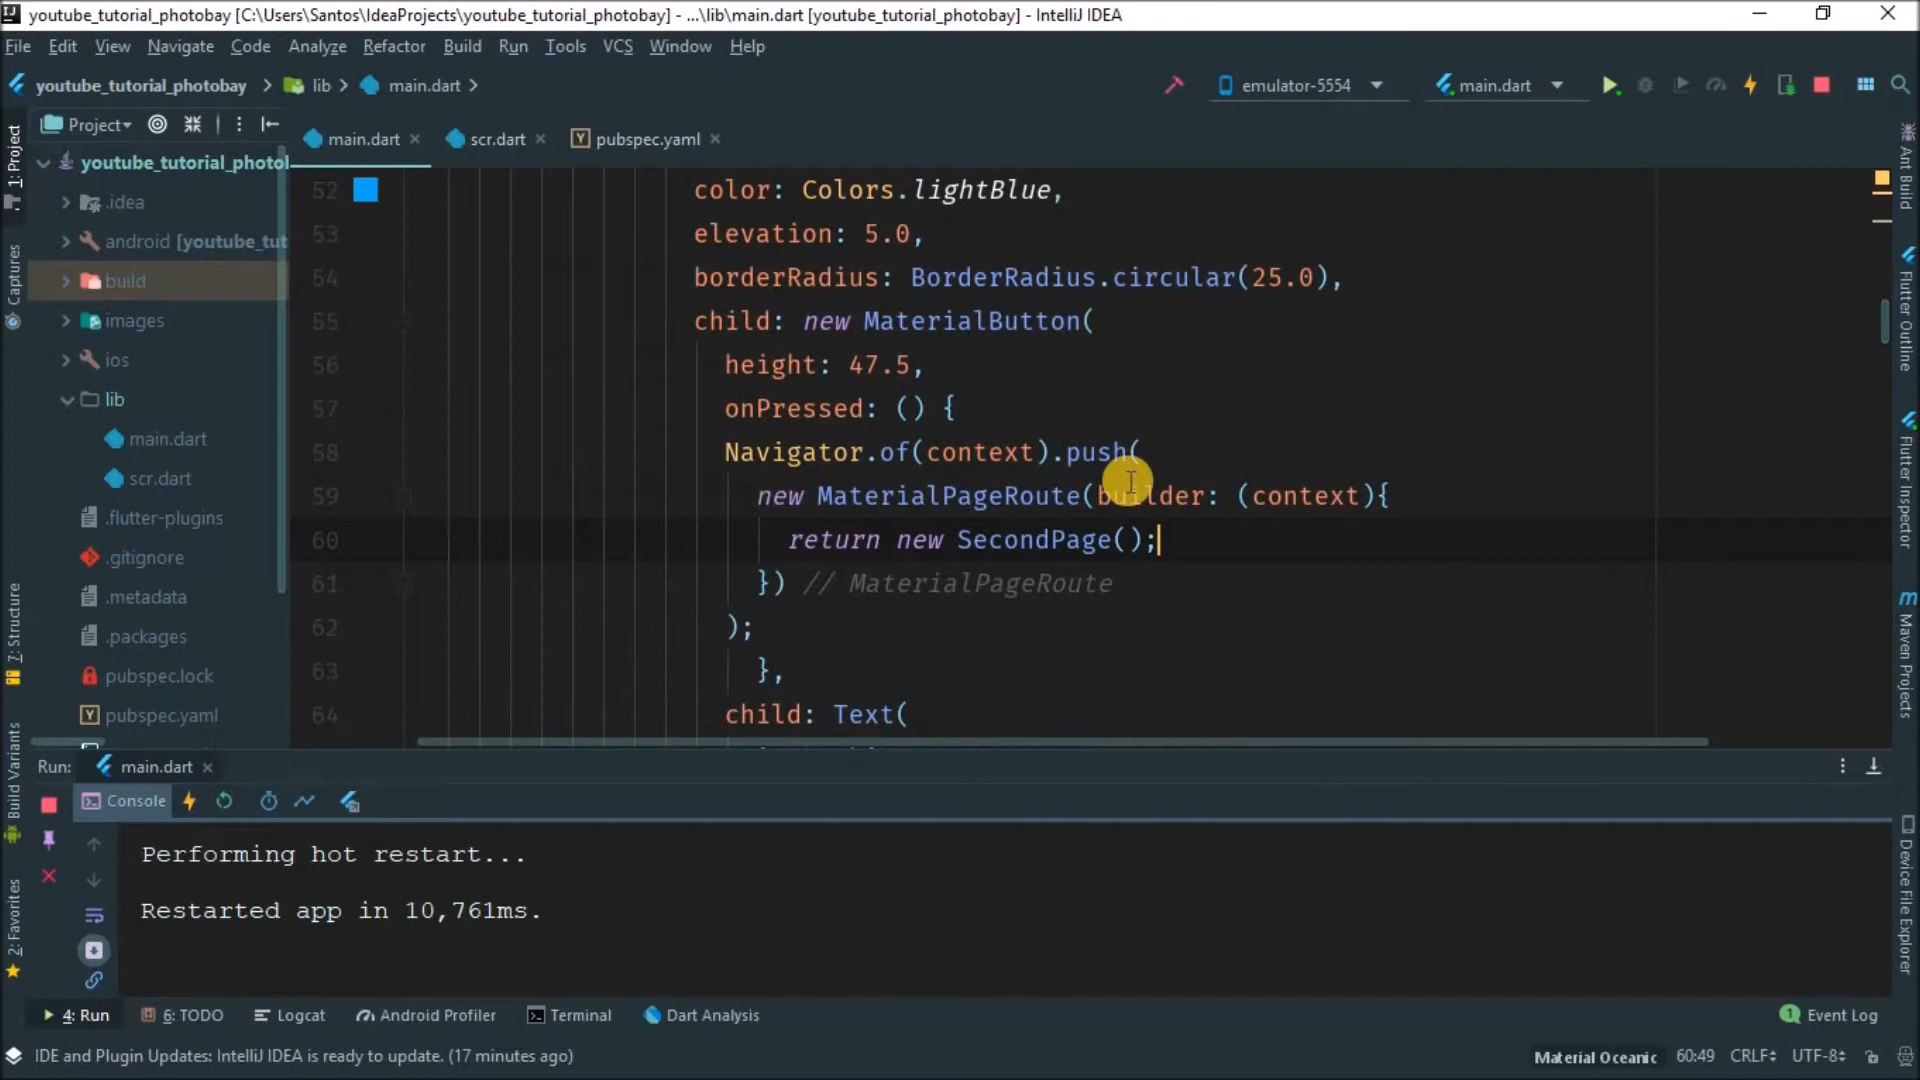 youtube_tutorial_photobay [C:\Users\Santos\IdeaProjects\youtube_tutorial_photobay] - ...\lib\main.dart [youtube_tutorial_photobay] - IntelliJ IDEA
File Edit View Navigate Code Analyze Refactor Build Run Tools VCS Window Help
youtube_tutorial_photobay lib main.dart emulator-5554 main.dart
Project main.dart scr.dart pubspec.yaml
1: Project
Captures
7: Structure
Build Variants
2: Favorites
youtube_tutorial_photol
.idea
android [youtube_tut
build
images
ios
lib
main.dart
scr.dart
.flutter-plugins
.gitignore
.metadata
.packages
pubspec.lock
pubspec.yaml
52 color: Colors.lightBlue,
53 elevation: 5.0,
54 borderRadius: BorderRadius.circular(25.0),
55 child: new MaterialButton(
56 height: 47.5,
57 onPressed: () {
58 Navigator.of(context).push(
59 new MaterialPageRoute(builder: (context){
60 return new SecondPage();
61 }) // MaterialPageRoute
62 );
63 },
64 child: Text(
Ant Build
Flutter Outline
Flutter Inspector
m Maven Projects
Device File Explorer
Run: main.dart
Console
Performing hot restart...
Restarted app in 10,761ms.
4: Run 6: TODO Logcat Android Profiler Terminal Dart Analysis 1 Event Log
IDE and Plugin Updates: IntelliJ IDEA is ready to update. (17 minutes ago) Material Oceanic 60:49 CRLF UTF-8